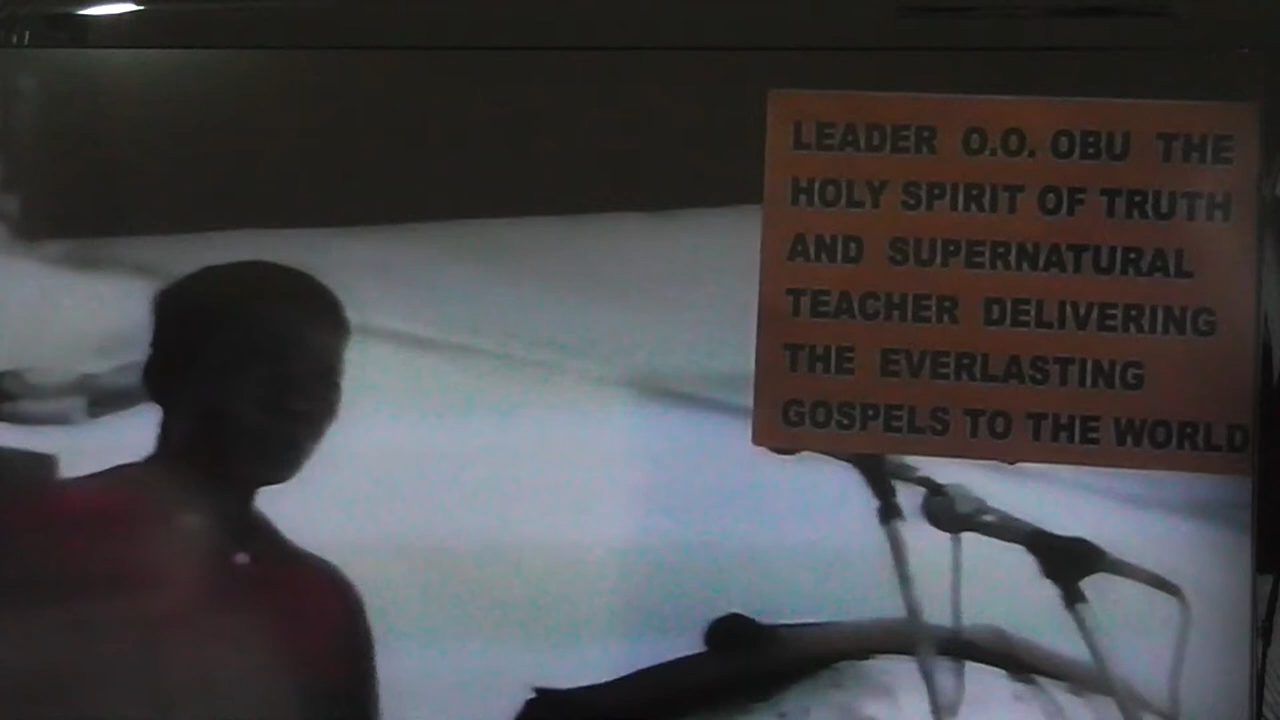 LEADER O.O. OBU THE
HOLY SPIRIT OF TRUTH
AND SUPERNATURAL
TEACHER DELIVERING
THE EVERLASTING
GOSPELS TO THE WORLD